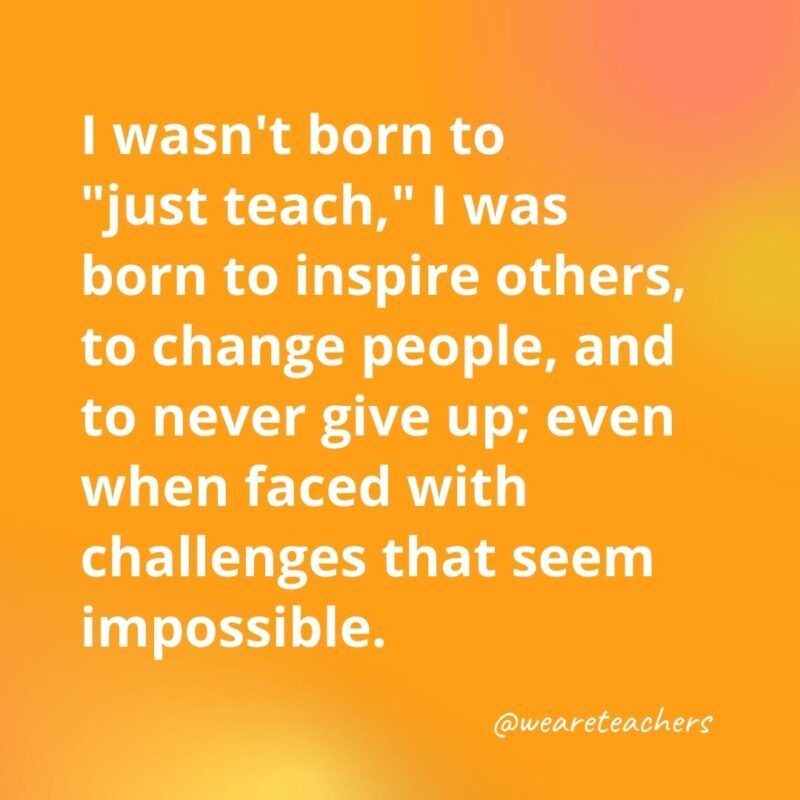 I wasn't born to
"just teach," I was
born to inspire others,
to change people, and
to never give up; even
when faced with
challenges that seem
impossible.
@weareteachers